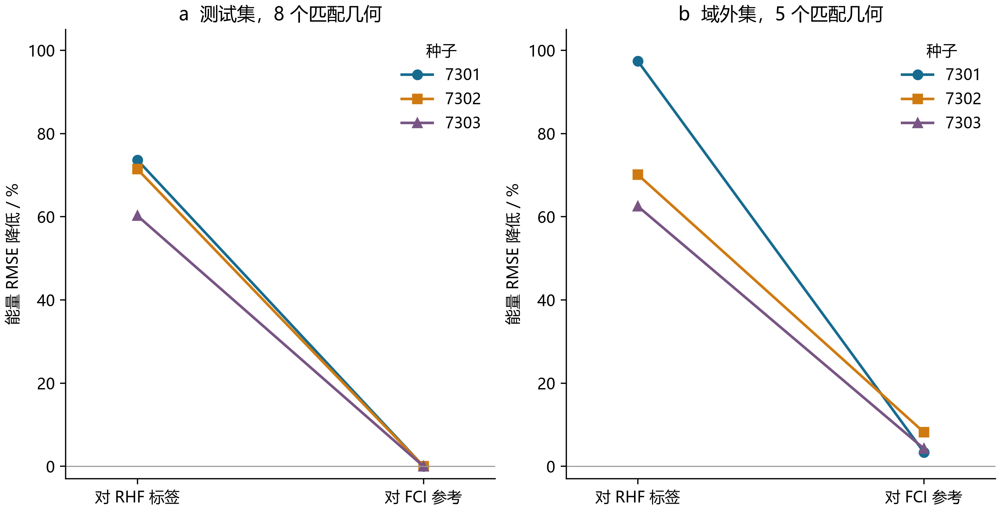 a 测试集，8 个匹配几何
能量 RMSE 降低 / %
100
80
60
40
20
0
种子
7301
7302
7303
对 RHF 标签
对 FCI 参考
b 域外集，5 个匹配几何
能量 RMSE 降低 / %
100
80
60
40
20
0
种子
7301
7302
7303
对 RHF 标签
对 FCI 参考